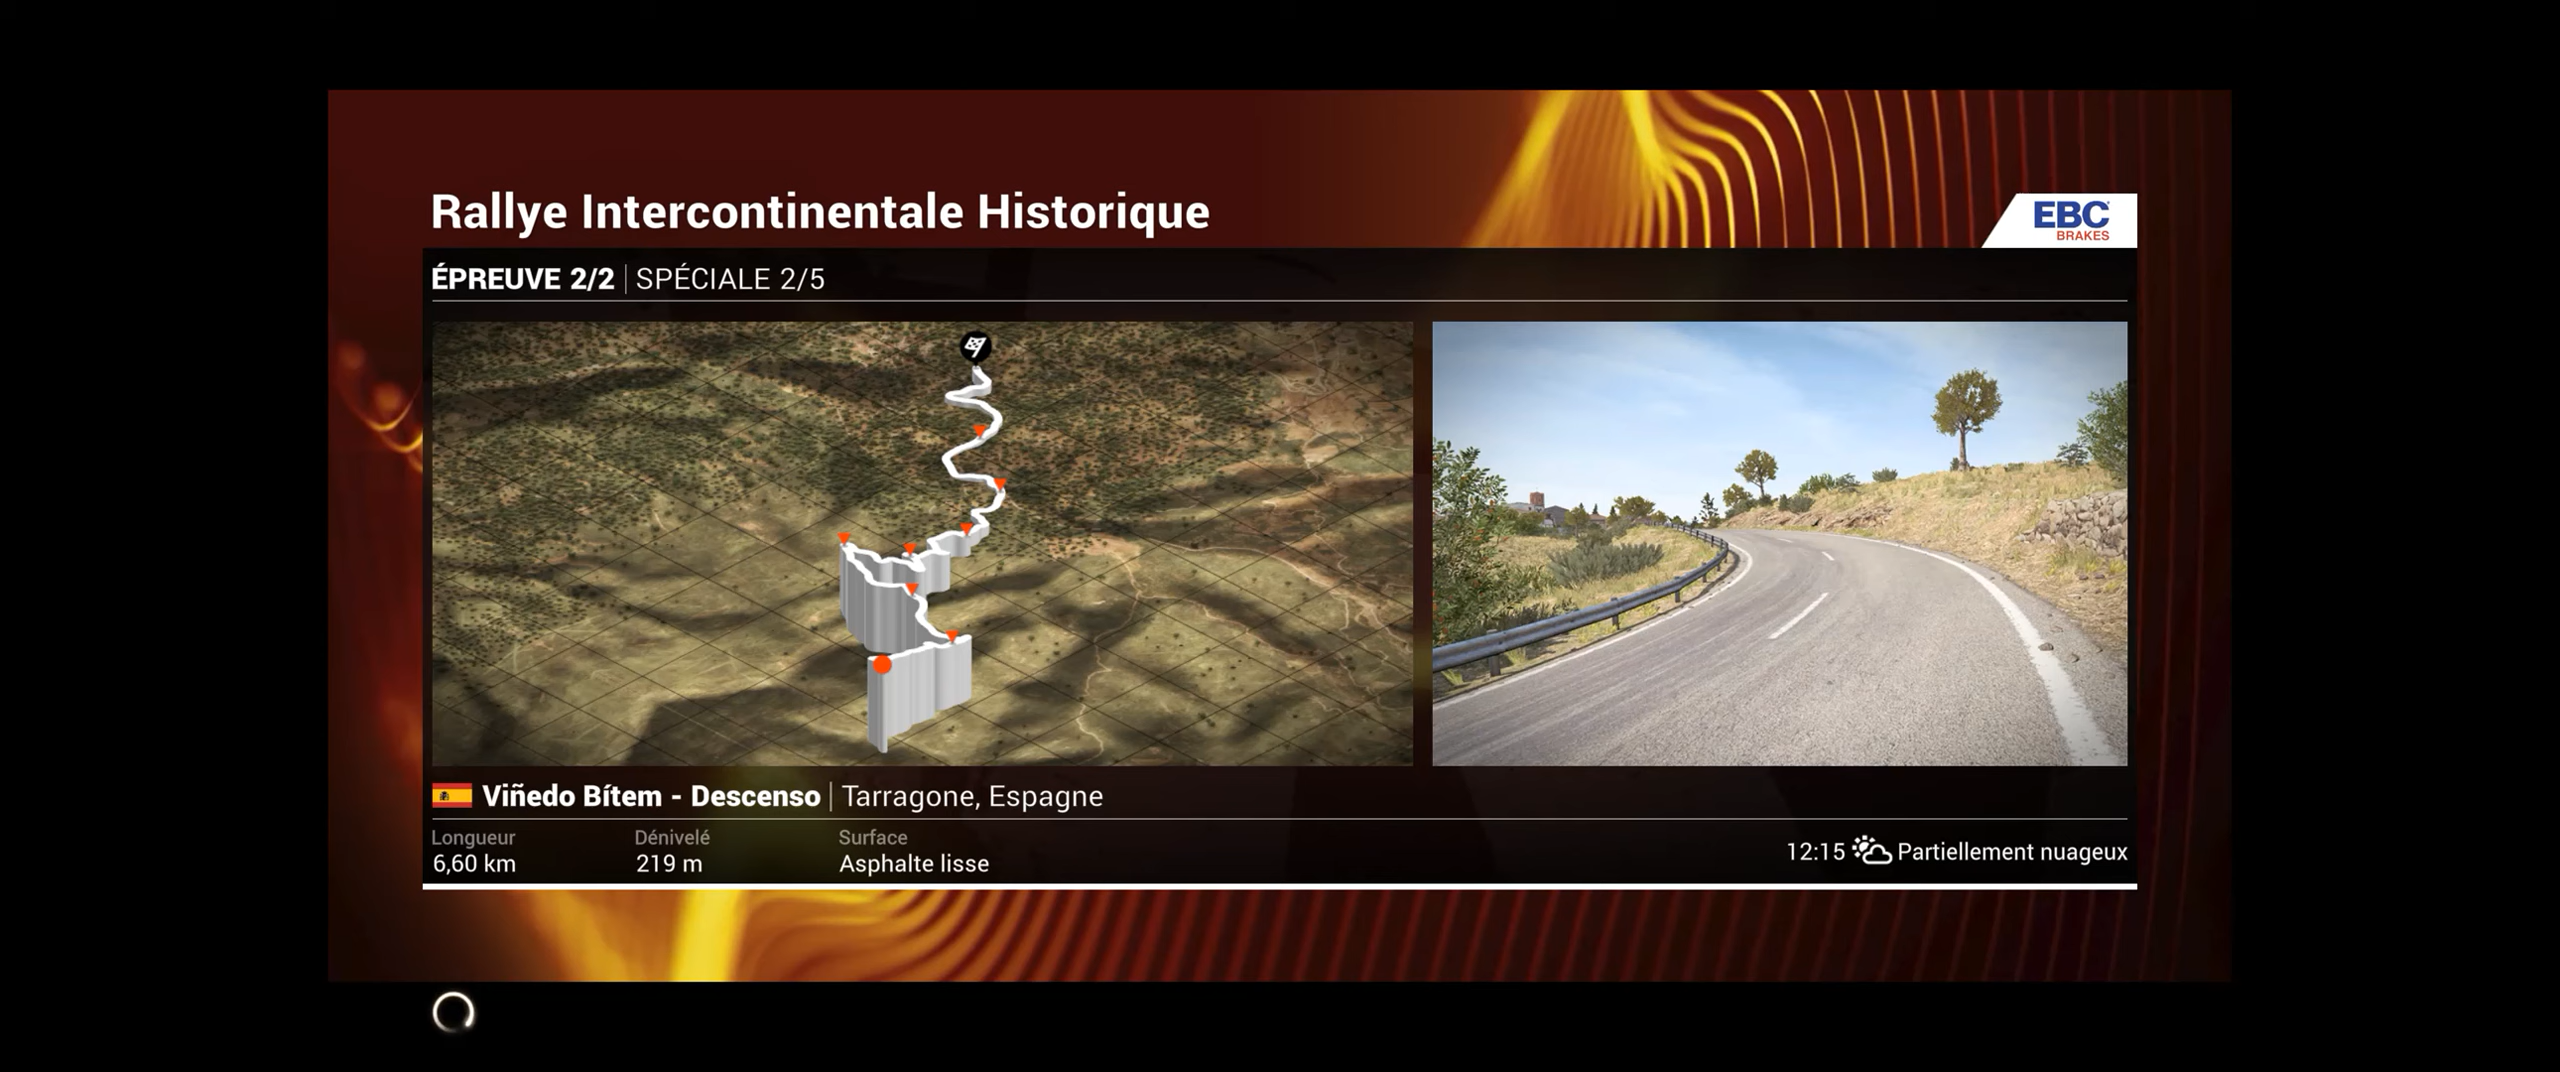 Rallye Intercontinentale Historique
EBC
BRAKES
ÉPREUVE 2/2 | SPÉCIALE 2/5
Viñedo Bítem - Descenso | Tarragone, Espagne
Longueur Dénivelé Surface
6,60 km 219 m Asphalte lisse
12:15 Partiellement nuageux